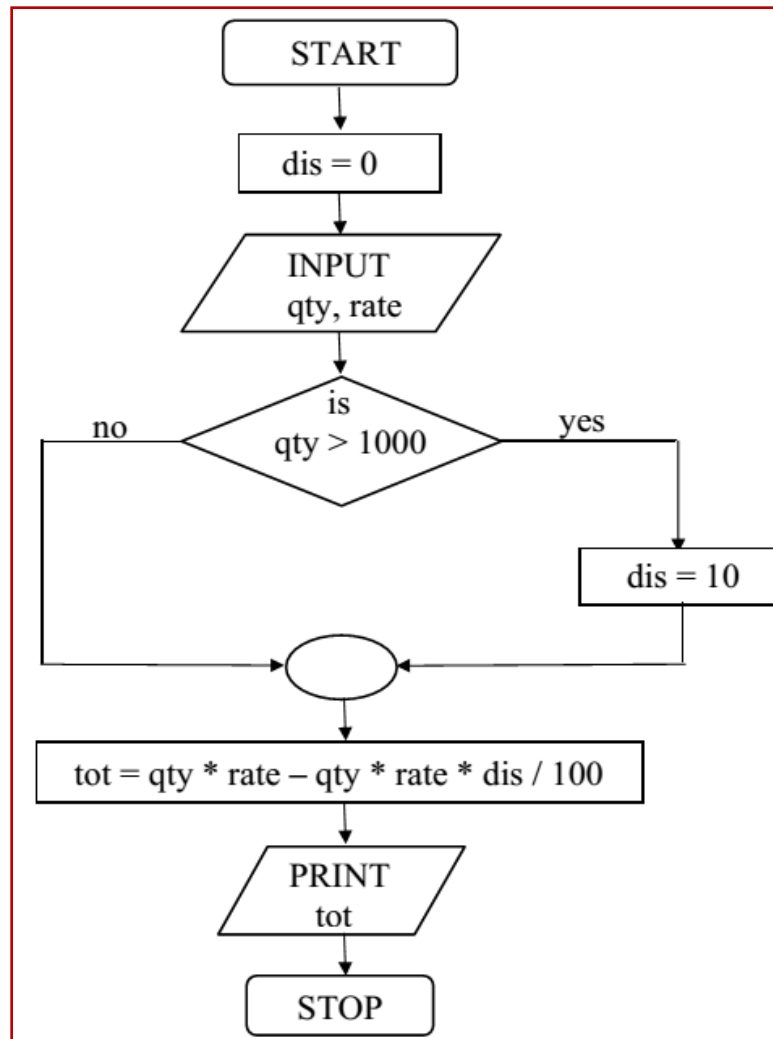 START
dis = 0
INPUT
qty, rate
is
qty > 1000
no
yes
dis = 10
tot = qty * rate – qty * rate * dis / 100
PRINT
tot
STOP